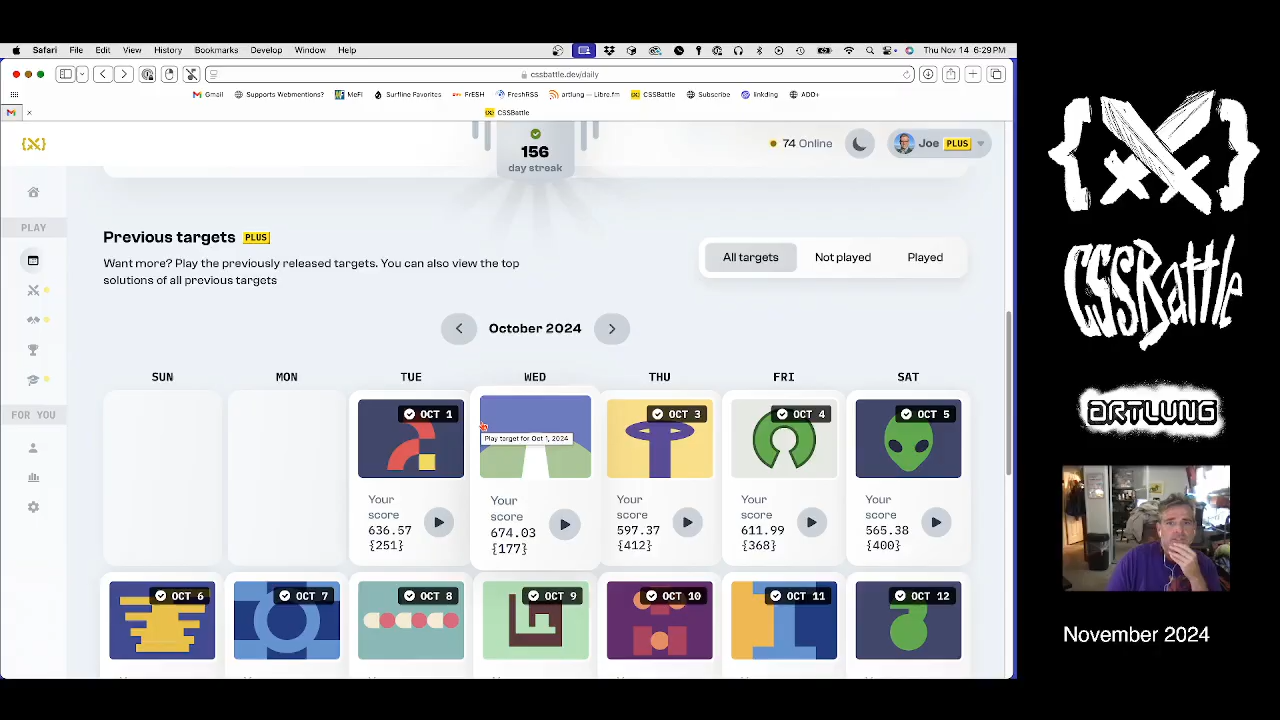 Safari File Edit View History Bookmarks Develop Window Help Thu Nov 14 6:29 PM
cssbattle.dev/daily
Gmail Supports Webmentions? MeFi Surfline Favorites FrESH FreshRSS artlung — Libre.fm CSSBattle Subscribe linkding ADD+
CSSBattle
156
day streak
74 Online
Joe PLUS
PLAY
FOR YOU
Previous targets PLUS
Want more? Play the previously released targets. You can also view the top
solutions of all previous targets
All targets Not played Played
October 2024
SUN MON TUE WED THU FRI SAT
OCT 1 OCT 3 OCT 4 OCT 5
Play target for Oct 1, 2024
Your Your Your Your Your
score score score score score
636.57 674.03 597.37 611.99 565.38
{251} {177} {412} {368} {400}
OCT 6 OCT 7 OCT 8 OCT 9 OCT 10 OCT 11 OCT 12
CSSBattle
ARTLUNG
November 2024